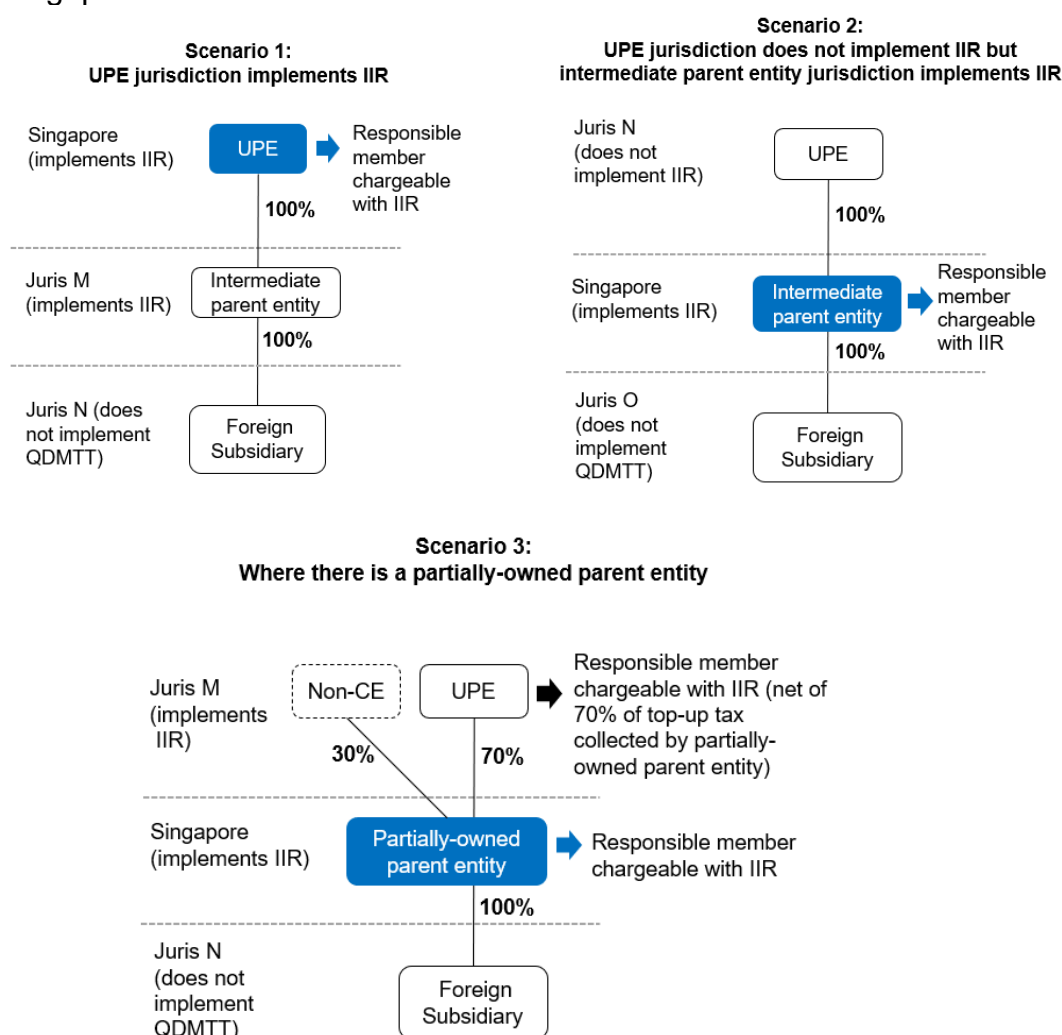 Scenario 1:
UPE jurisdiction implements IIR
Singapore
(implements IIR)
UPE
Responsible
member
chargeable
with IIR
100%
Juris M
(implements IIR)
Intermediate
parent entity
100%
Juris N (does
not implement
QDMTT)
Foreign
Subsidiary
Scenario 2:
UPE jurisdiction does not implement IIR but
intermediate parent entity jurisdiction implements IIR
Juris N
(does not
implement IIR)
UPE
100%
Singapore
(implements IIR)
Intermediate
parent entity
Responsible
member
chargeable
with IIR
100%
Juris O
(does not
implement
QDMTT)
Foreign
Subsidiary
Scenario 3:
Where there is a partially-owned parent entity
Juris M
(implements
IIR)
Non-CE
UPE
Responsible member
chargeable with IIR (net of
70% of top-up tax
collected by partially-
owned parent entity)
30%
70%
Singapore
(implements IIR)
Partially-owned
parent entity
Responsible member
chargeable with IIR
100%
Juris N
(does not
implement
QDMTT)
Foreign
Subsidiary